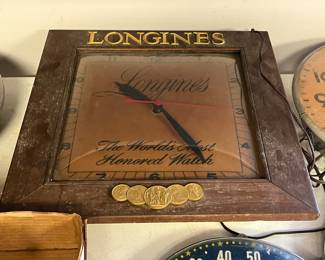 LONGINES
Longines
The World's Most
Honored Watch
40
50